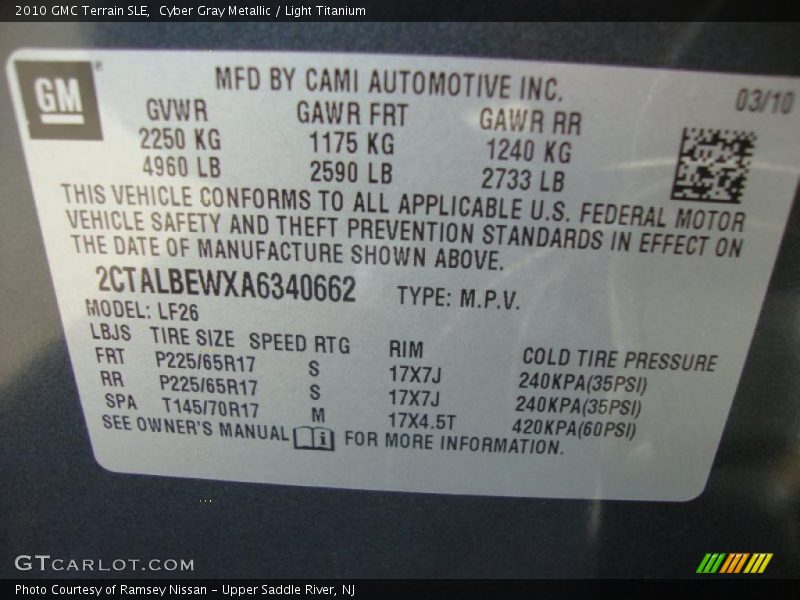 2010 GMC Terrain SLE, Cyber Gray Metallic / Light Titanium
GM
MFD BY CAMI AUTOMOTIVE INC. 03/10
GVWR GAWR FRT GAWR RR
2250 KG 1175 KG 1240 KG
4960 LB 2590 LB 2733 LB
THIS VEHICLE CONFORMS TO ALL APPLICABLE U.S. FEDERAL MOTOR
VEHICLE SAFETY AND THEFT PREVENTION STANDARDS IN EFFECT ON
THE DATE OF MANUFACTURE SHOWN ABOVE.
2CTALBEWXA6340662 TYPE: M.P.V.
MODEL: LF26
LBJS TIRE SIZE SPEED RTG RIM COLD TIRE PRESSURE
FRT P225/65R17 S 17X7J 240KPA(35PSI)
RR P225/65R17 S 17X7J 240KPA(35PSI)
SPA T145/70R17 M 17X4.5T 420KPA(60PSI)
SEE OWNER'S MANUAL i FOR MORE INFORMATION.
GTCARLOT.COM
Photo Courtesy of Ramsey Nissan - Upper Saddle River, NJ